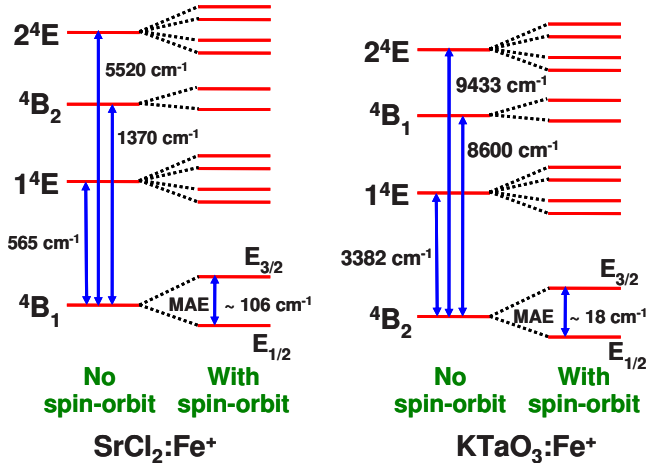 2⁴E
5520 cm⁻¹
⁴B₂
1370 cm⁻¹
1⁴E
565 cm⁻¹
E₃/₂
⁴B₁
MAE
~ 106 cm⁻¹
E₁/₂
No
spin-orbit
With
spin-orbit
SrCl₂:Fe⁺
2⁴E
9433 cm⁻¹
⁴B₁
8600 cm⁻¹
1⁴E
3382 cm⁻¹
E₃/₂
⁴B₂
MAE
~ 18 cm⁻¹
E₁/₂
No
spin-orbit
With
spin-orbit
KTaO₃:Fe⁺